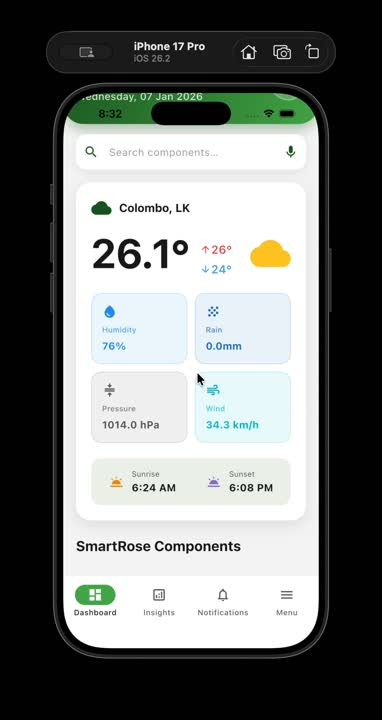 iPhone 17 Pro
iOS 26.2
ednesday, 07 Jan 2026
8:32
Search components...
Colombo, LK
26.1°
↑26°
↓24°
Humidity
76%
Rain
0.0mm
Pressure
1014.0 hPa
Wind
34.3 km/h
Sunrise
6:24 AM
Sunset
6:08 PM
SmartRose Components
Dashboard
Insights
Notifications
Menu